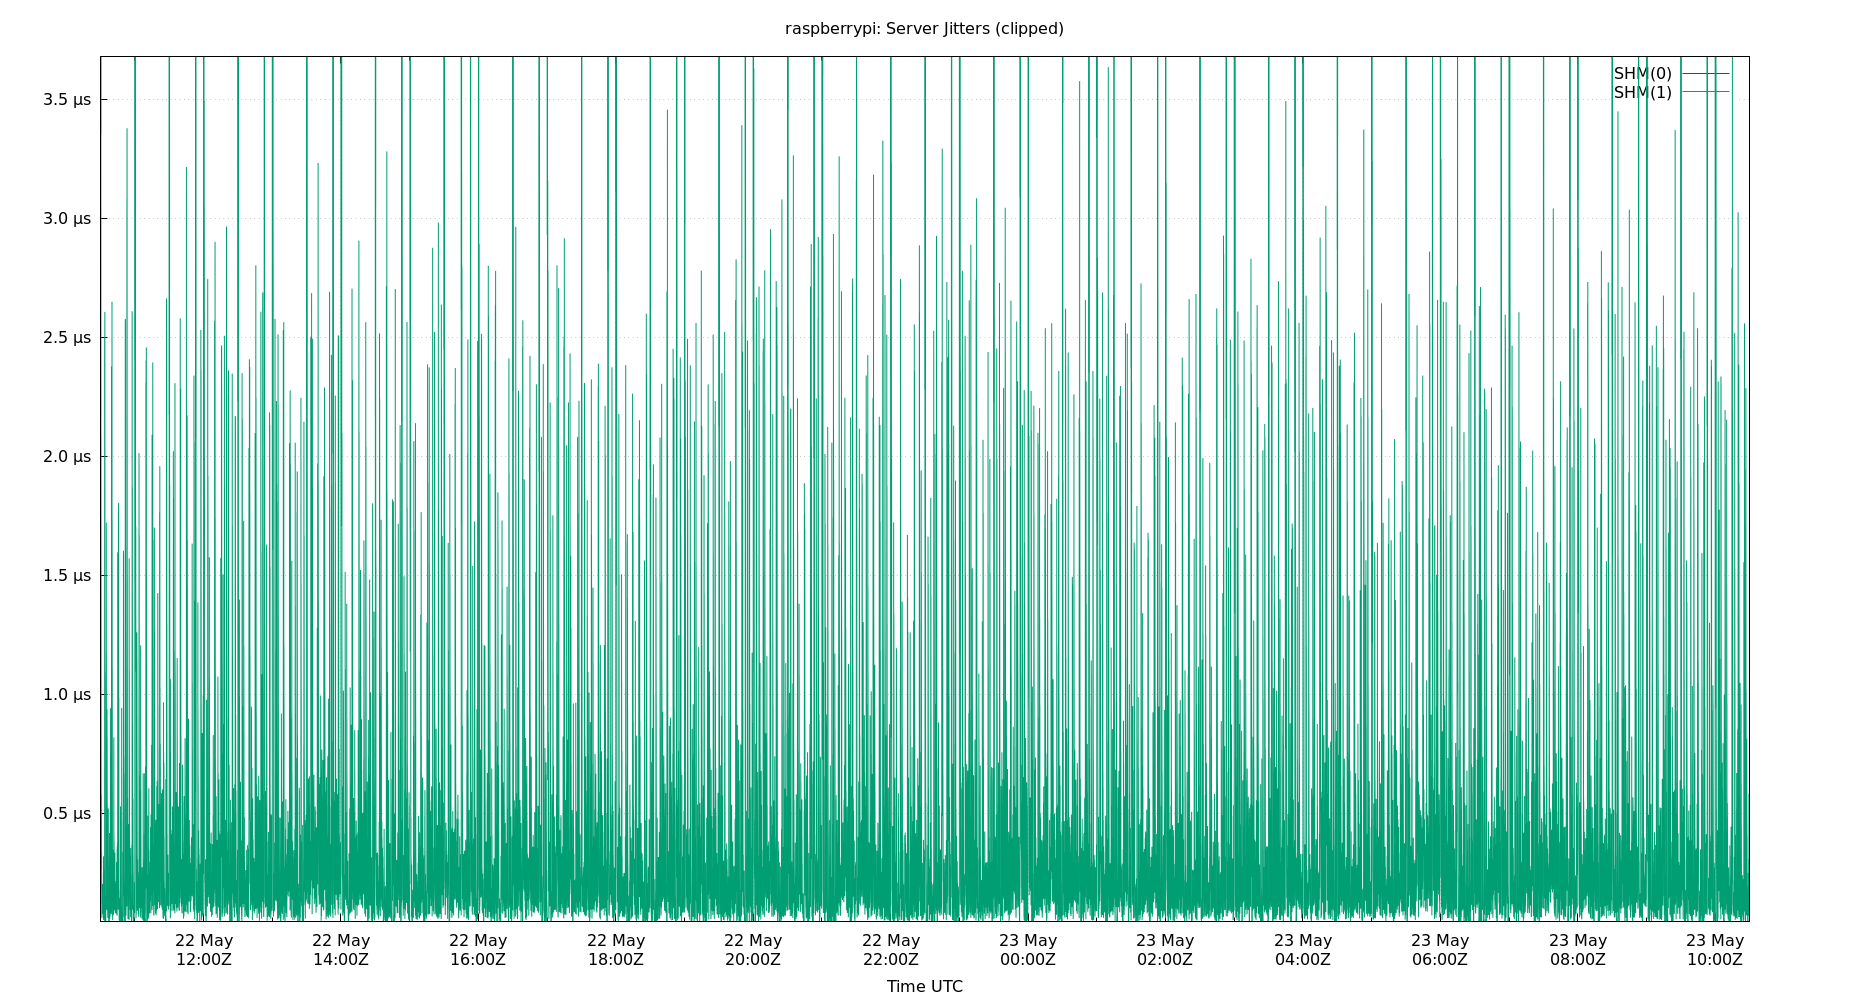 raspberrypi: Server Jitters (clipped)
SHM(0)
SHM(1)
3.5 µs
3.0 µs
2.5 µs
2.0 µs
1.5 µs
1.0 µs
0.5 µs
22 May 22 May 22 May 22 May 22 May 22 May 23 May 23 May 23 May 23 May 23 May 23 May
12:00Z 14:00Z 16:00Z 18:00Z 20:00Z 22:00Z 00:00Z 02:00Z 04:00Z 06:00Z 08:00Z 10:00Z
Time UTC